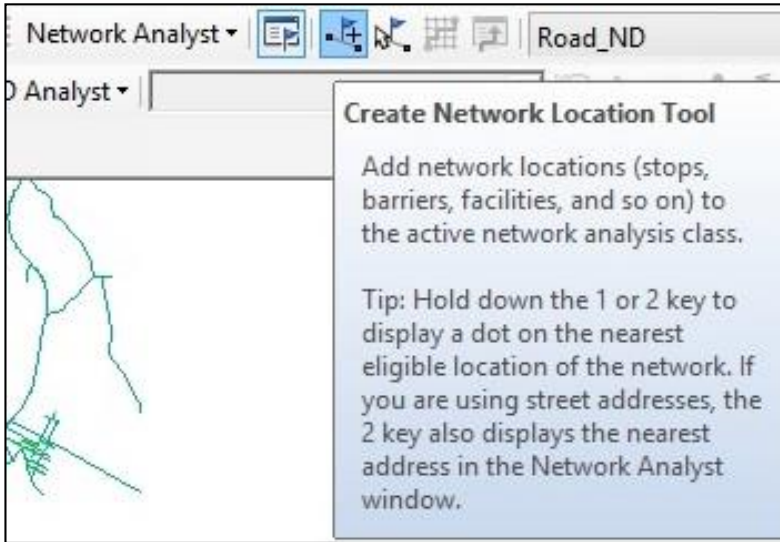 Network Analyst
Road_ND
D Analyst
Create Network Location Tool
Add network locations (stops,
barriers, facilities, and so on) to
the active network analysis class.
Tip: Hold down the 1 or 2 key to
display a dot on the nearest
eligible location of the network. If
you are using street addresses, the
2 key also displays the nearest
address in the Network Analyst
window.